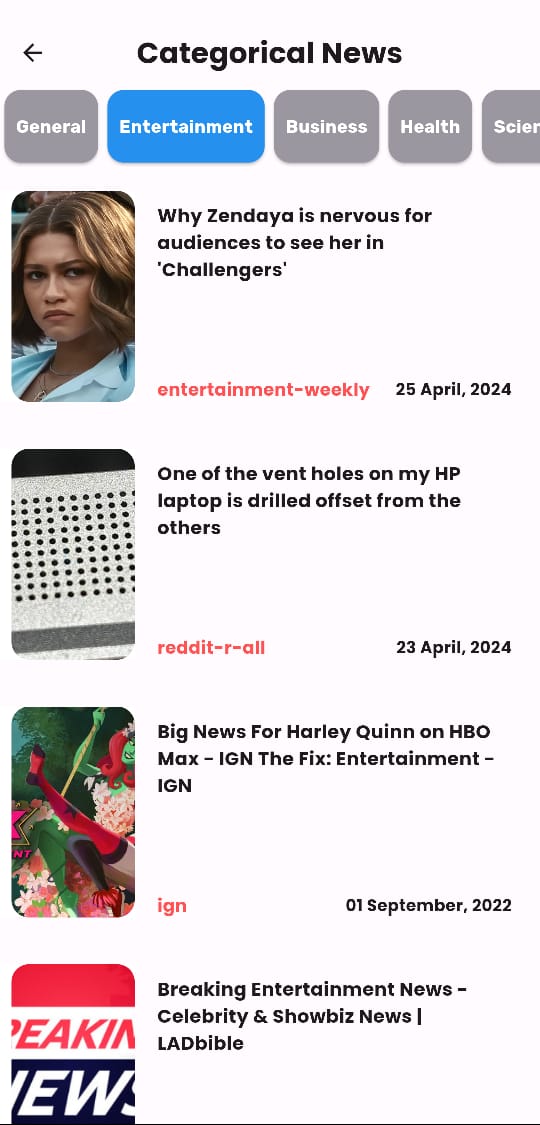 Categorical News
General Entertainment Business Health Scien
Why Zendaya is nervous for
audiences to see her in
'Challengers'
entertainment-weekly 25 April, 2024
One of the vent holes on my HP
laptop is drilled offset from the
others
reddit-r-all 23 April, 2024
Big News For Harley Quinn on HBO
Max - IGN The Fix: Entertainment -
IGN
ign 01 September, 2022
Breaking Entertainment News -
Celebrity & Showbiz News |
LADbible
PEAKIN
NEWS